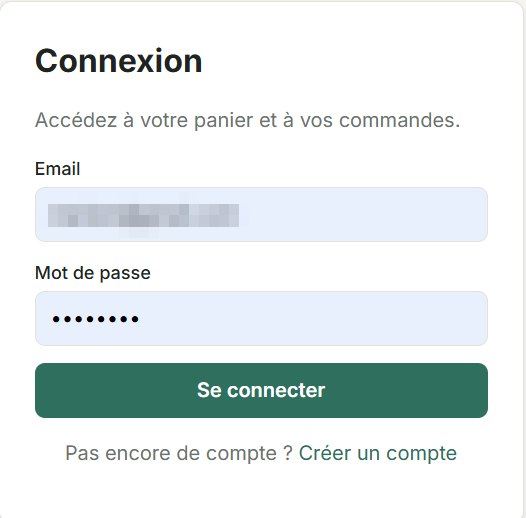 Connexion
Accédez à votre panier et à vos commandes.
Email
Mot de passe
••••••••
Se connecter
Pas encore de compte ? Créer un compte